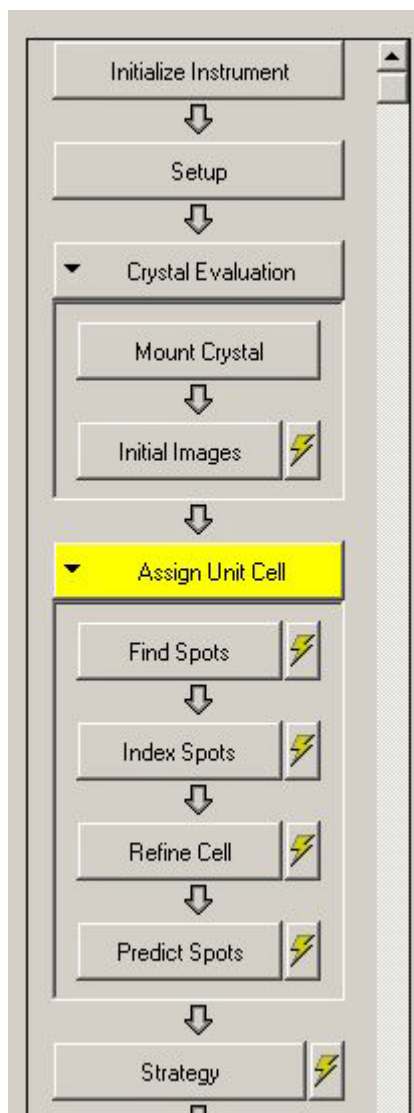 Initialize Instrument
Setup
Crystal Evaluation
Mount Crystal
Initial Images
Assign Unit Cell
Find Spots
Index Spots
Refine Cell
Predict Spots
Strategy